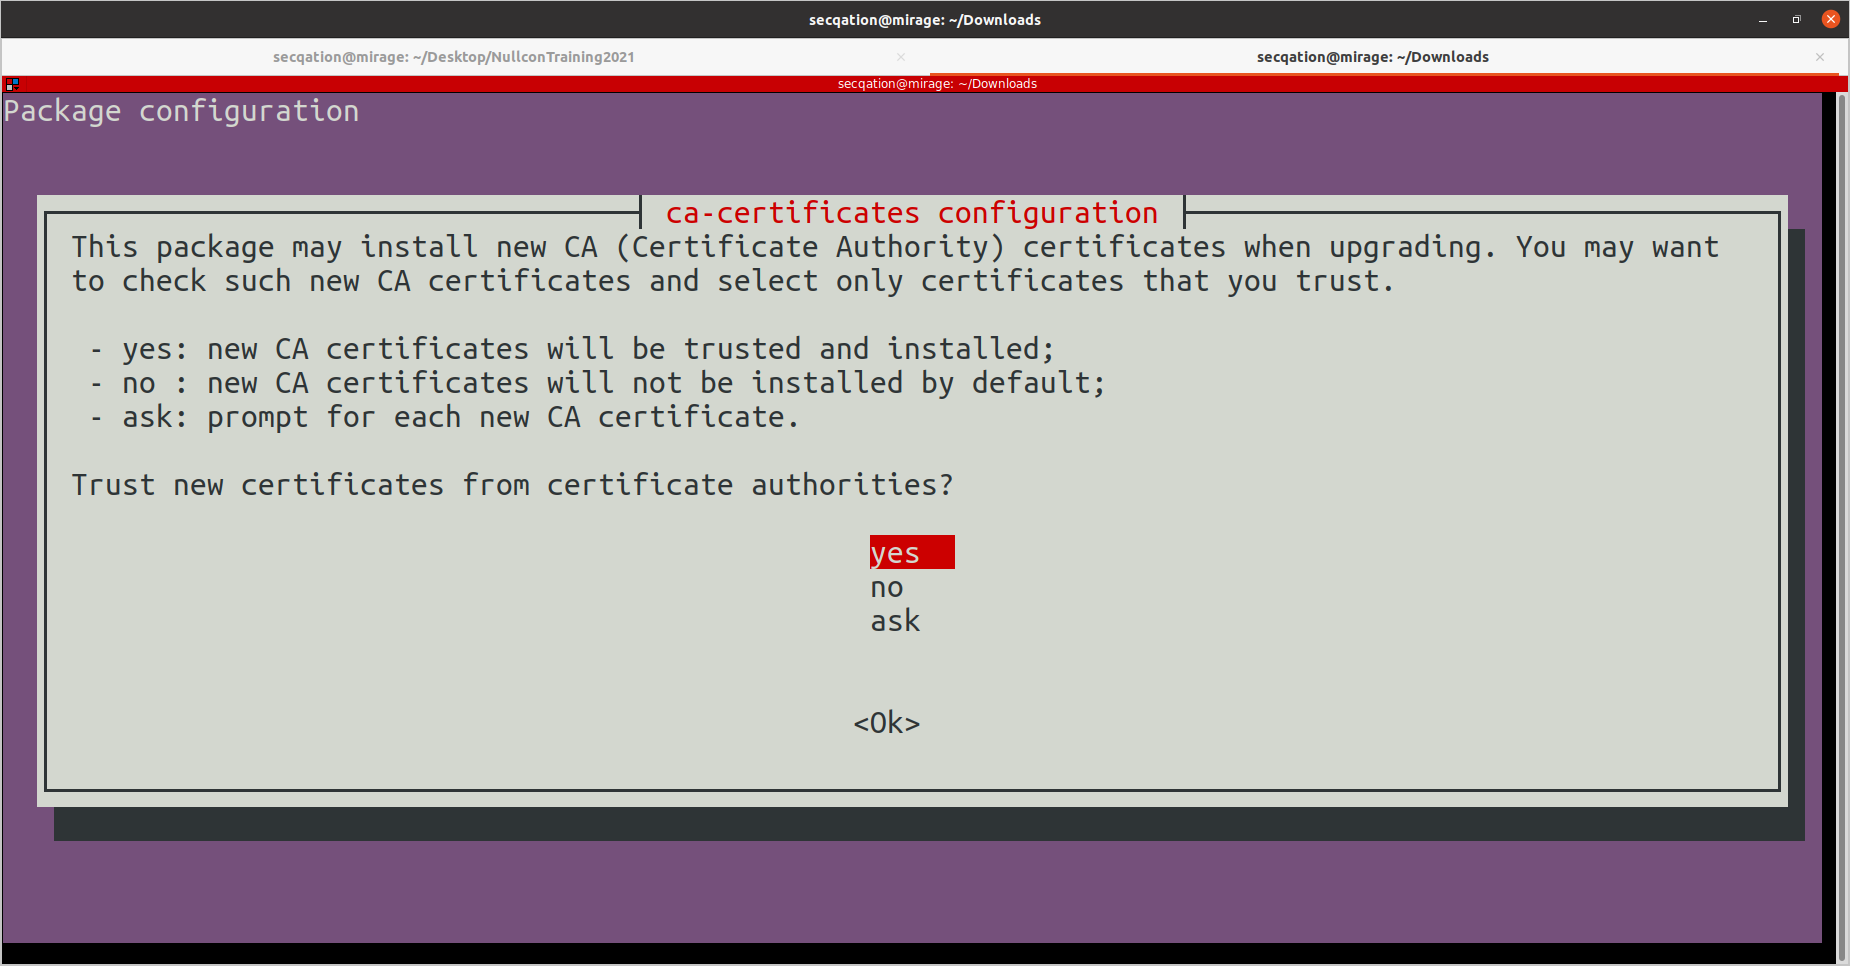 secqation@mirage: ~/Downloads
secqation@mirage: ~/Desktop/NullconTraining2021
secqation@mirage: ~/Downloads
secqation@mirage: ~/Downloads
Package configuration
ca-certificates configuration
This package may install new CA (Certificate Authority) certificates when upgrading. You may want
to check such new CA certificates and select only certificates that you trust.
- yes: new CA certificates will be trusted and installed;
- no : new CA certificates will not be installed by default;
- ask: prompt for each new CA certificate.
Trust new certificates from certificate authorities?
yes
no
ask
<Ok>